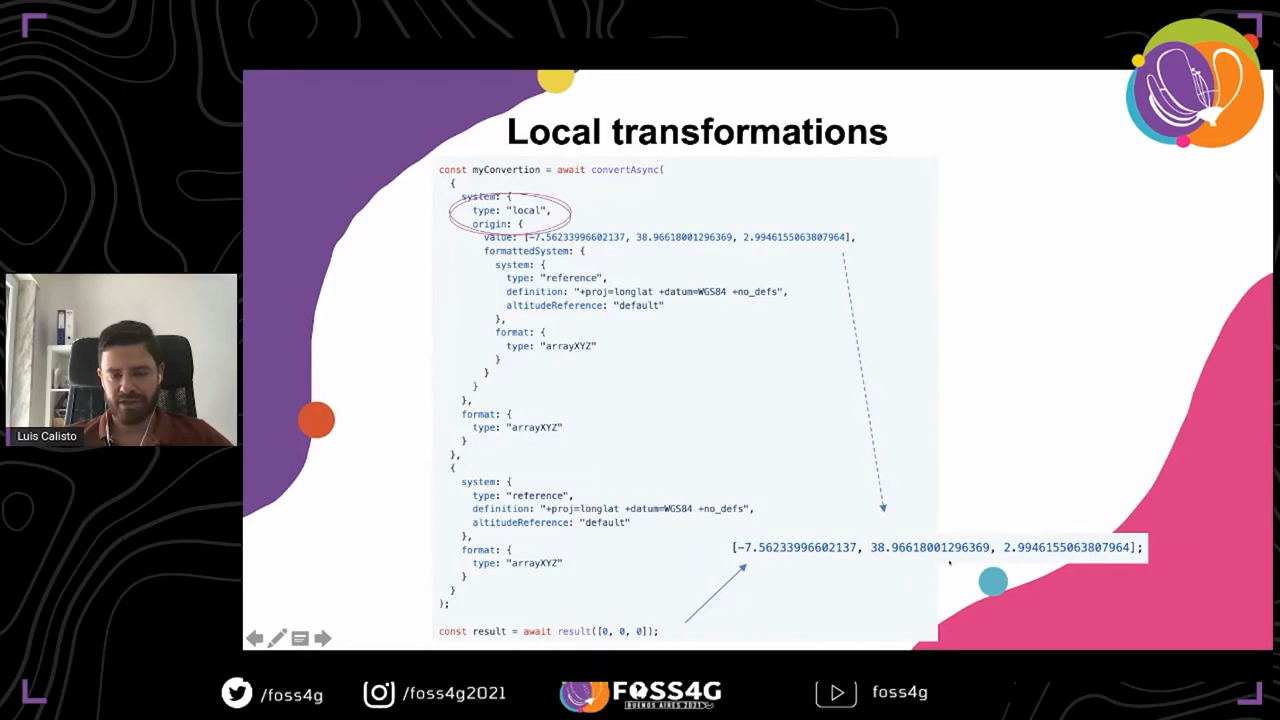 Local transformations
const myConvertion = await convertAsync(
{
system: {
type: "local",
origin: {
value: [-7.56233996602137, 38.96618001296369, 2.9946155063807964],
formattedSystem: {
system: {
type: "reference",
definition: "+proj=longlat +datum=WGS84 +no_defs",
altitudeReference: "default"
},
format: {
type: "arrayXYZ"
}
}
}
},
format: {
type: "arrayXYZ"
}
},
{
system: {
type: "reference",
definition: "+proj=longlat +datum=WGS84 +no_defs",
altitudeReference: "default"
},
format: {
type: "arrayXYZ"
}
}
);
const result = await result([0, 0, 0]);
[-7.56233996602137, 38.96618001296369, 2.9946155063807964];
Luis Calisto
/foss4g
/foss4g2021
FOSS4G
BUENOS AIRES 2021
foss4g